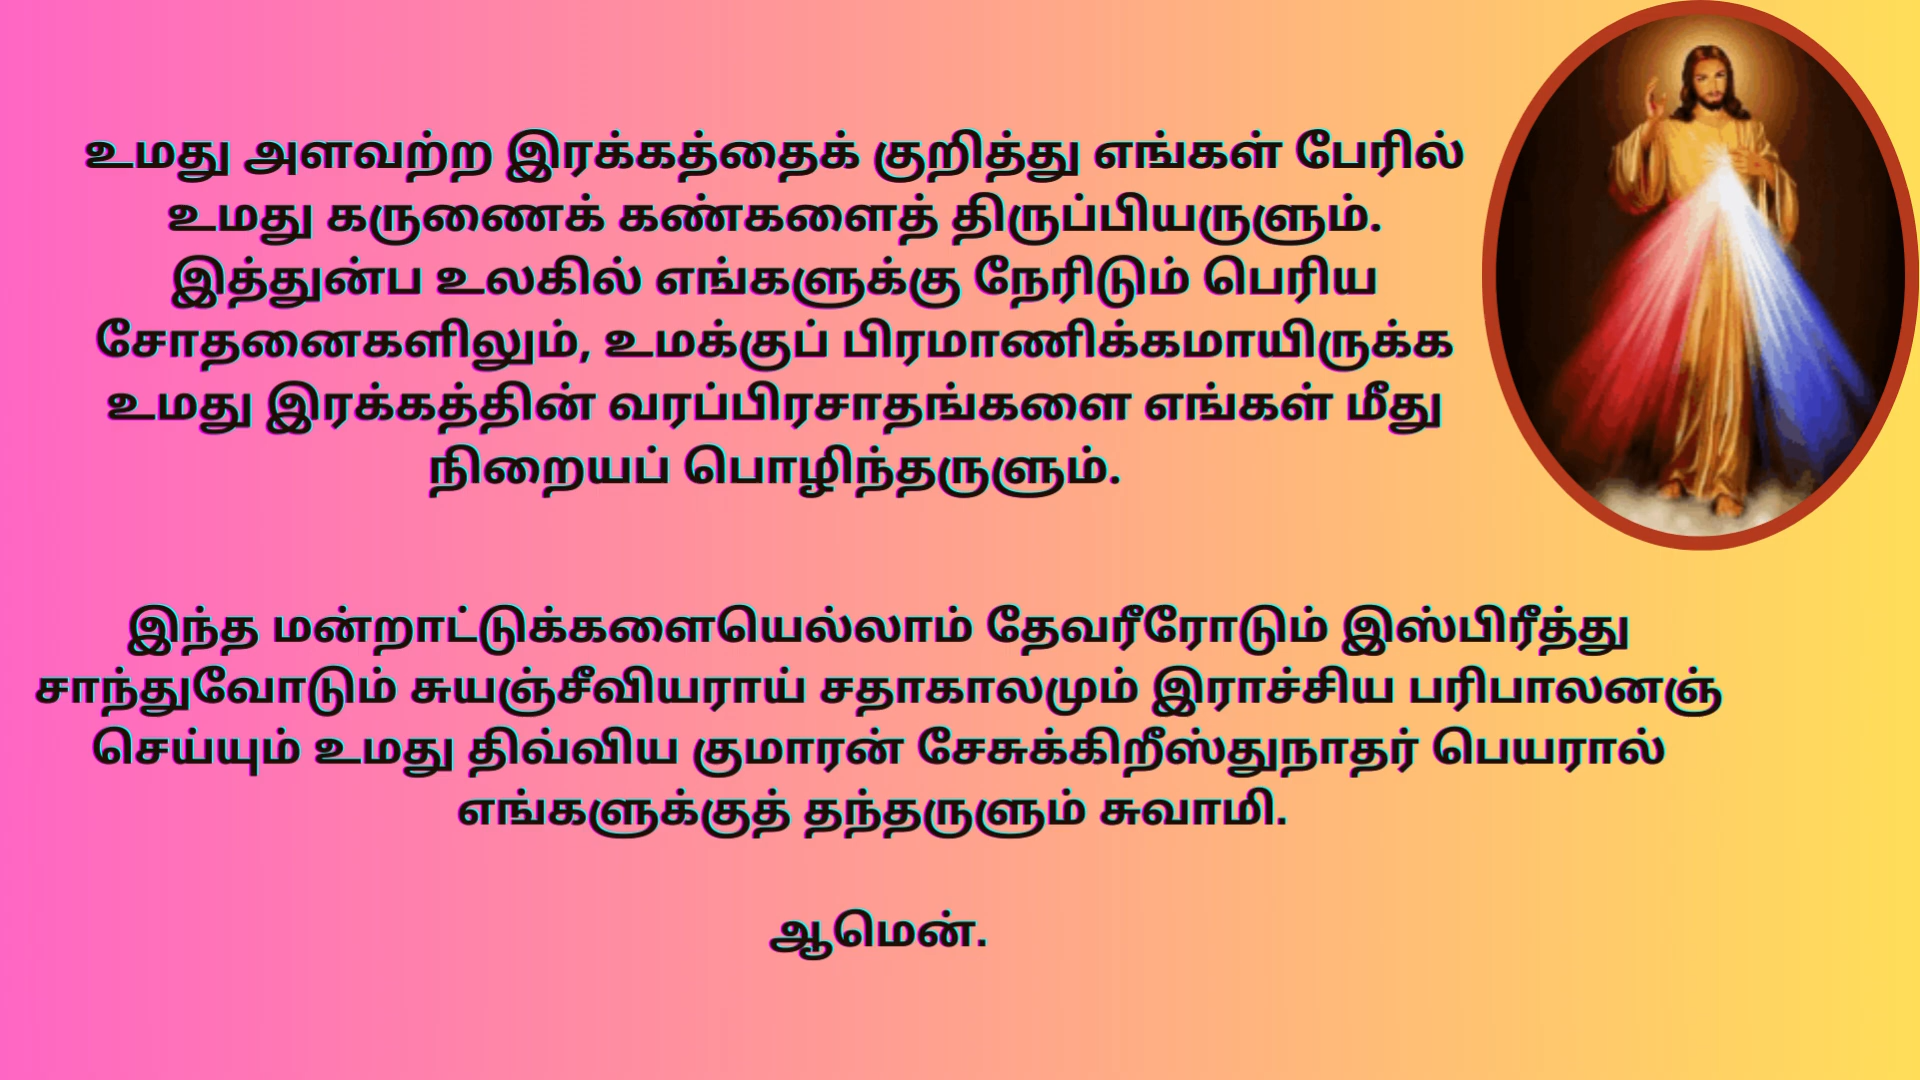 உமது அளவற்ற இரக்கத்தைக் குறித்து எங்கள் பேரில்
உமது கருணைக் கண்களைத் திருப்பியருளும்.
இத்துன்ப உலகில் எங்களுக்கு நேரிடும் பெரிய
சோதனைகளிலும், உமக்குப் பிரமாணிக்கமாயிருக்க
உமது இரக்கத்தின் வரப்பிரசாதங்களை எங்கள் மீது
நிறையப் பொழிந்தருளும்.
இந்த மன்றாட்டுக்களையெல்லாம் தேவரீரோடும் இஸ்பிரீத்து
சாந்துவோடும் சுயஞ்சீவியராய் சதாகாலமும் இராச்சிய பரிபாலனஞ்
செய்யும் உமது திவ்விய குமாரன் சேசுக்கிறீஸ்துநாதர் பெயரால்
எங்களுக்குத் தந்தருளும் சுவாமி.
ஆமென்.